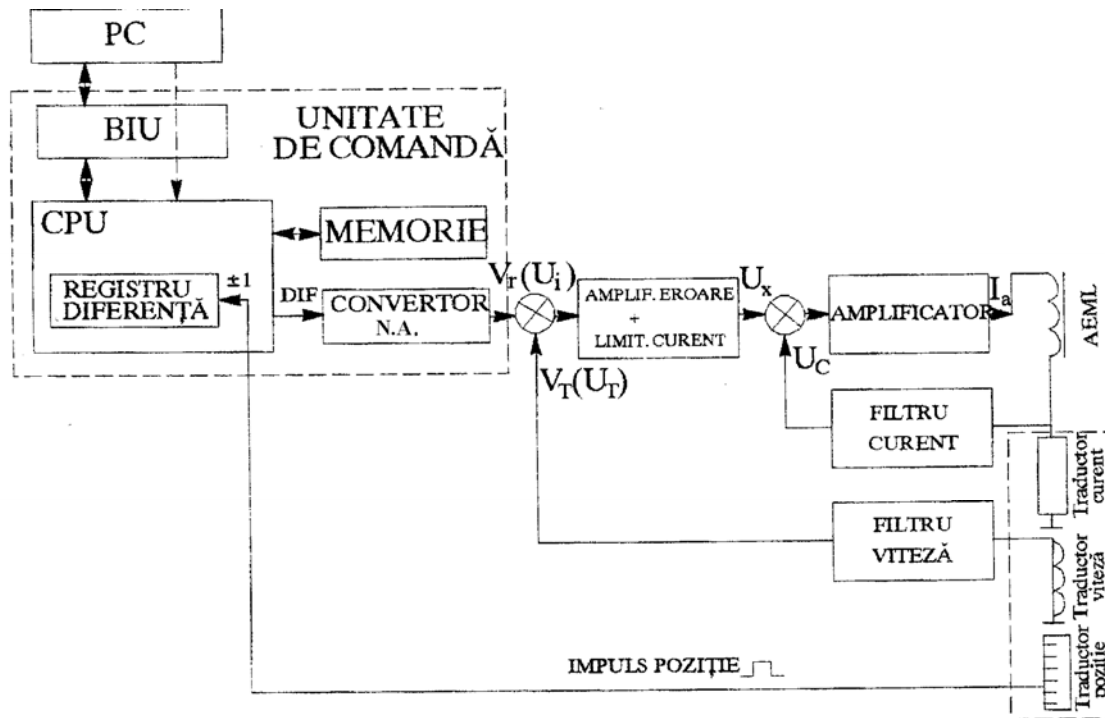 PC
UNITATE
DE COMANDĂ
BIU
CPU
MEMORIE
REGISTRU
DIFERENȚĂ
±1
DIF
CONVERTOR
N.A.
Vr(Ui)
AMPLIF. EROARE
+
LIMIT. CURENT
Ux
AMPLIFICATOR
Ia
AEML
UC
VT(UT)
FILTRU
CURENT
Traductor
curent
FILTRU
VITEZĂ
Traductor
viteză
IMPULS POZIȚIE
Traductor
poziție